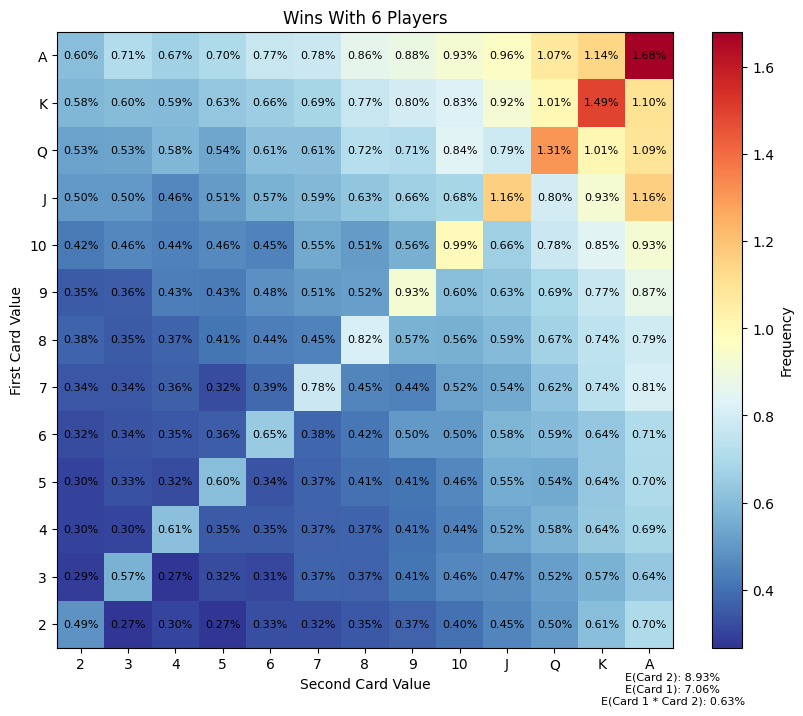 Wins With 6 Players
A 0.60% 0.71% 0.67% 0.70% 0.77% 0.78% 0.86% 0.88% 0.93% 0.96% 1.07% 1.14% 1.68%
K 0.58% 0.60% 0.59% 0.63% 0.66% 0.69% 0.77% 0.80% 0.83% 0.92% 1.01% 1.49% 1.10%
Q 0.53% 0.53% 0.58% 0.54% 0.61% 0.61% 0.72% 0.71% 0.84% 0.79% 1.31% 1.01% 1.09%
J 0.50% 0.50% 0.46% 0.51% 0.57% 0.59% 0.63% 0.66% 0.68% 1.16% 0.80% 0.93% 1.16%
10 0.42% 0.46% 0.44% 0.46% 0.45% 0.55% 0.51% 0.56% 0.99% 0.66% 0.78% 0.85% 0.93%
9 0.35% 0.36% 0.43% 0.43% 0.48% 0.51% 0.52% 0.93% 0.60% 0.63% 0.69% 0.77% 0.87%
8 0.38% 0.35% 0.37% 0.41% 0.44% 0.45% 0.82% 0.57% 0.56% 0.59% 0.67% 0.74% 0.79%
7 0.34% 0.34% 0.36% 0.32% 0.39% 0.78% 0.45% 0.44% 0.52% 0.54% 0.62% 0.74% 0.81%
6 0.32% 0.34% 0.35% 0.36% 0.65% 0.38% 0.42% 0.50% 0.50% 0.58% 0.59% 0.64% 0.71%
5 0.30% 0.33% 0.32% 0.60% 0.34% 0.37% 0.41% 0.41% 0.46% 0.55% 0.54% 0.64% 0.70%
4 0.30% 0.30% 0.61% 0.35% 0.35% 0.37% 0.37% 0.41% 0.44% 0.52% 0.58% 0.64% 0.69%
3 0.29% 0.57% 0.27% 0.32% 0.31% 0.37% 0.37% 0.41% 0.46% 0.47% 0.52% 0.57% 0.64%
2 0.49% 0.27% 0.30% 0.27% 0.33% 0.32% 0.35% 0.37% 0.40% 0.45% 0.50% 0.61% 0.70%
2 3 4 5 6 7 8 9 10 J Q K A
First Card Value
Second Card Value
1.6
1.4
1.2
1.0
0.8
0.6
0.4
Frequency
E(Card 2): 8.93%
E(Card 1): 7.06%
E(Card 1 * Card 2): 0.63%